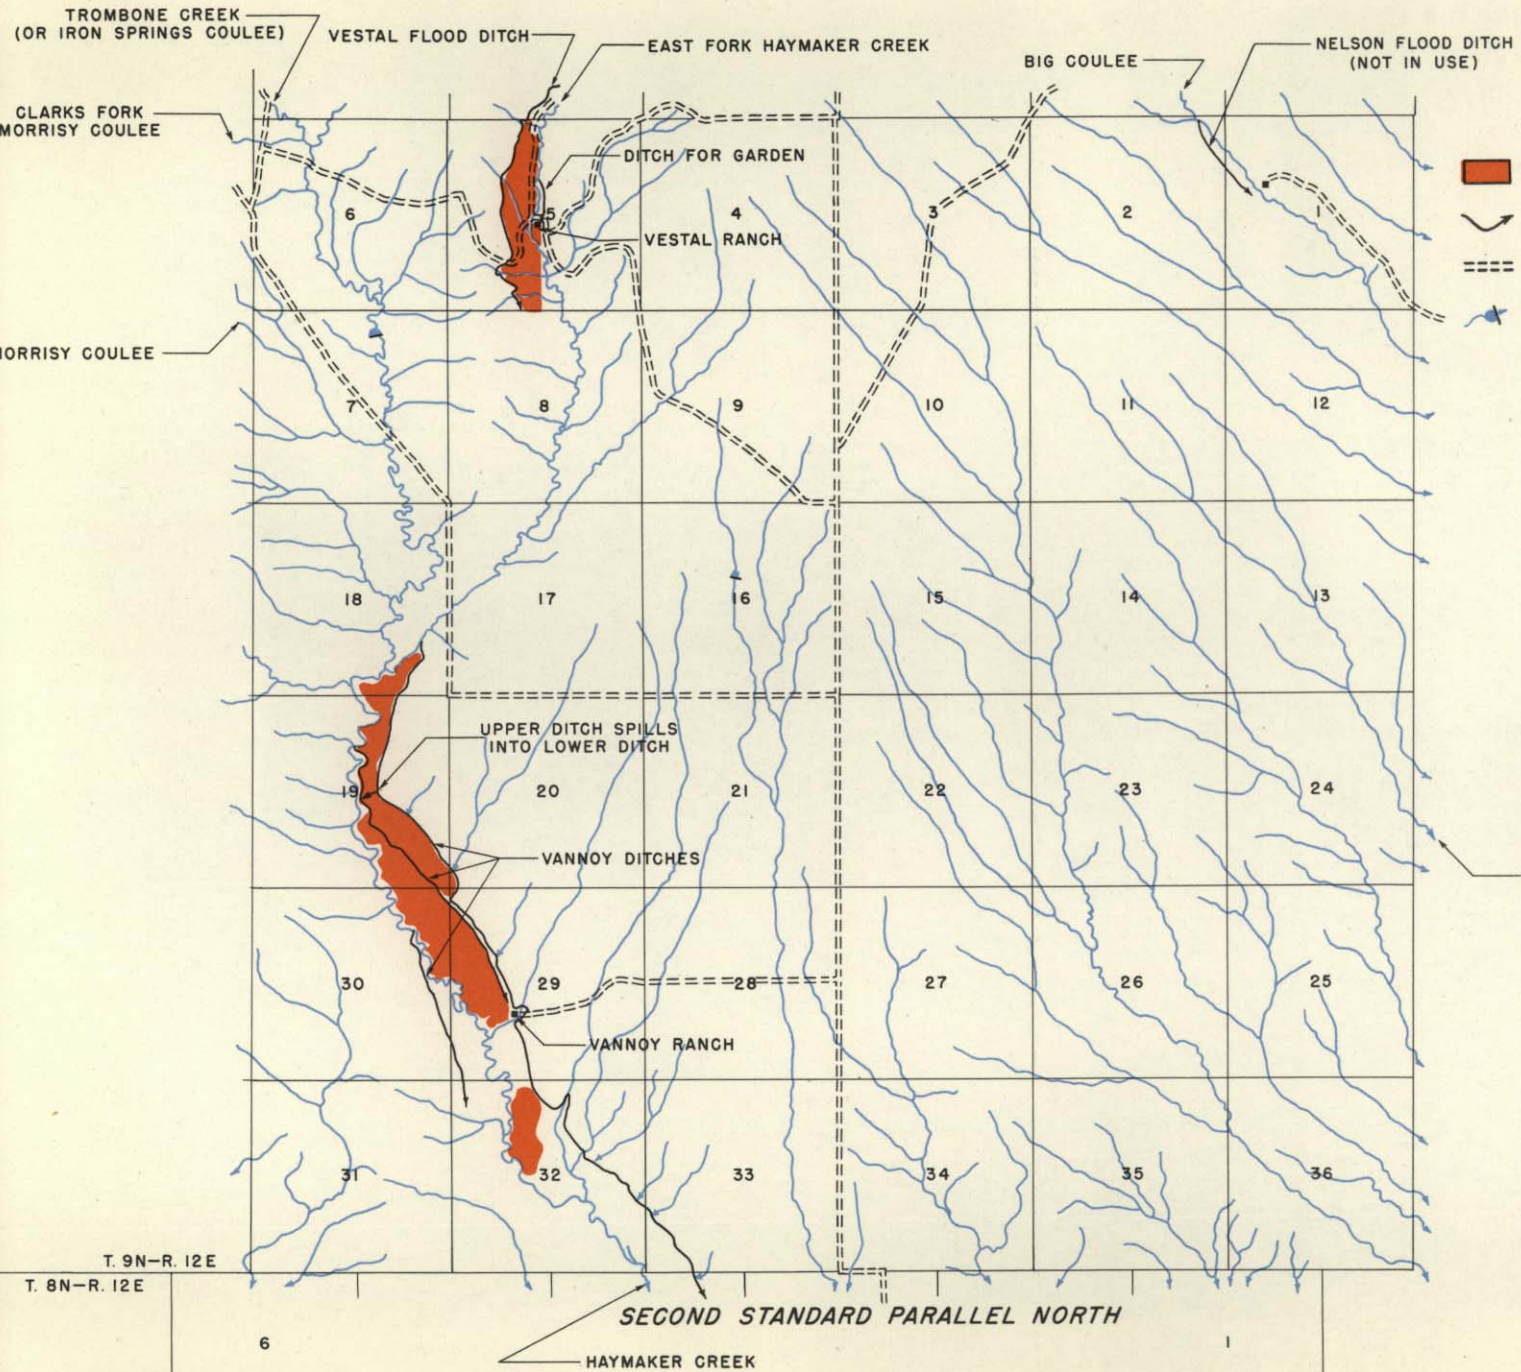 TROMBONE CREEK
(OR IRON SPRINGS COULEE)
VESTAL FLOOD DITCH
EAST FORK HAYMAKER CREEK
BIG COULEE
NELSON FLOOD DITCH
(NOT IN USE)
CLARKS FORK
MORRISY COULEE
DITCH FOR GARDEN
6
5
4
3
2
1
VESTAL RANCH
MORRISY COULEE
7
8
9
10
11
12
18
17
16
15
14
13
UPPER DITCH SPILLS
INTO LOWER DITCH
19
20
21
22
23
24
VANNOY DITCHES
30
29
28
27
26
25
VANNOY RANCH
31
32
33
34
35
36
T. 9N–R. 12E
T. 8N–R. 12E
SECOND STANDARD PARALLEL NORTH
6
1
HAYMAKER CREEK